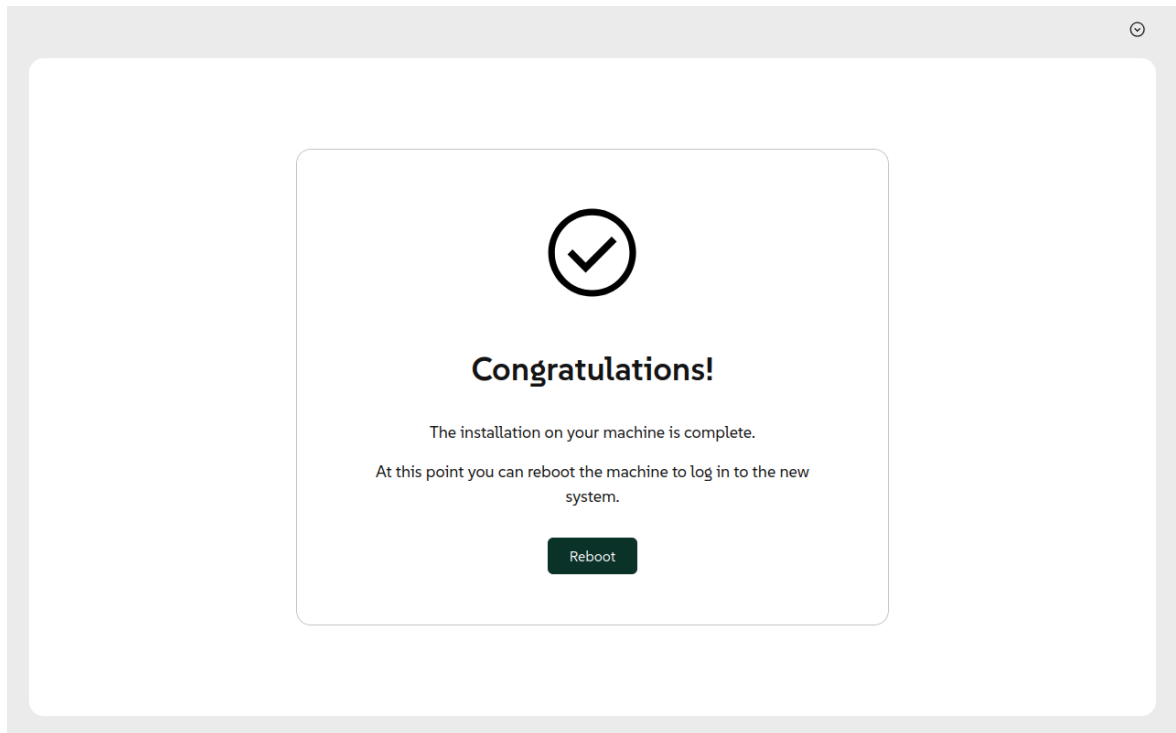 Congratulations!
The installation on your machine is complete.
At this point you can reboot the machine to log in to the new
system.
Reboot